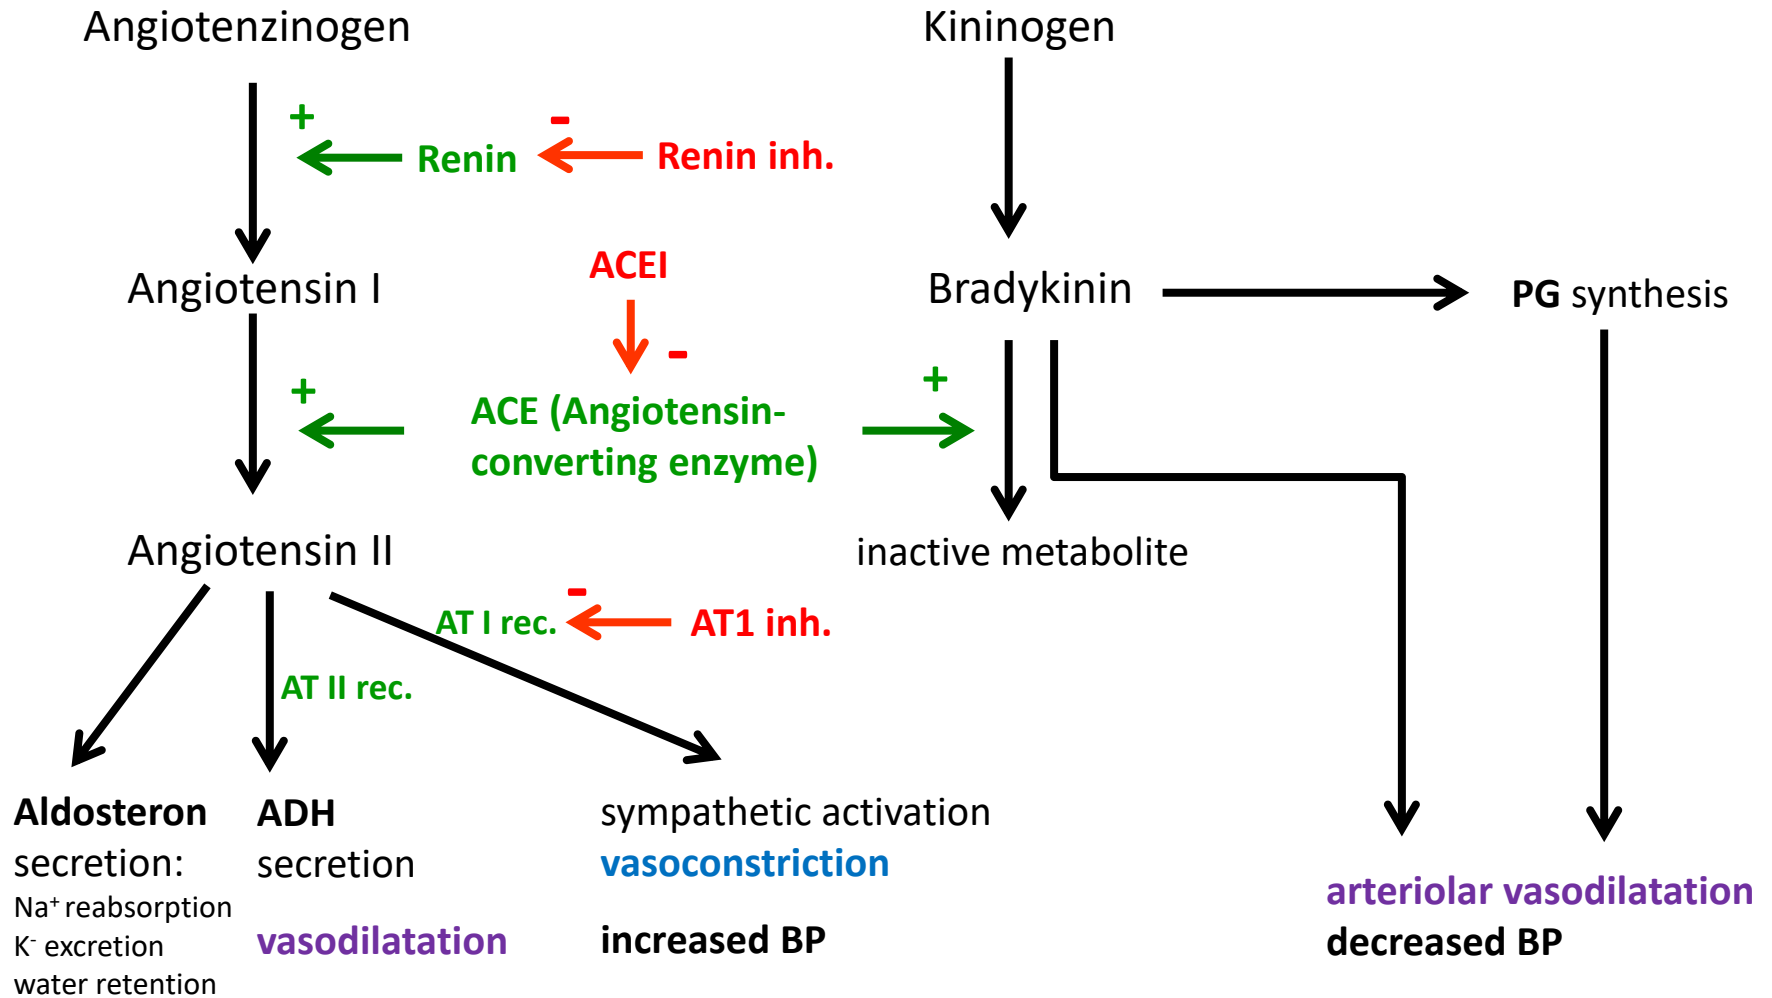 Angiotenzinogen
Kininogen
+
-
Renin
Renin inh.
ACEI
Angiotensin I
Bradykinin
PG synthesis
-
+
+
ACE (Angiotensin-
converting enzyme)
Angiotensin II
inactive metabolite
-
AT I rec.
AT1 inh.
AT II rec.
Aldosteron
secretion:
Na⁺ reabsorption
K⁻ excretion
water retention
ADH
secretion
vasodilatation
sympathetic activation
vasoconstriction
increased BP
arteriolar vasodilatation
decreased BP